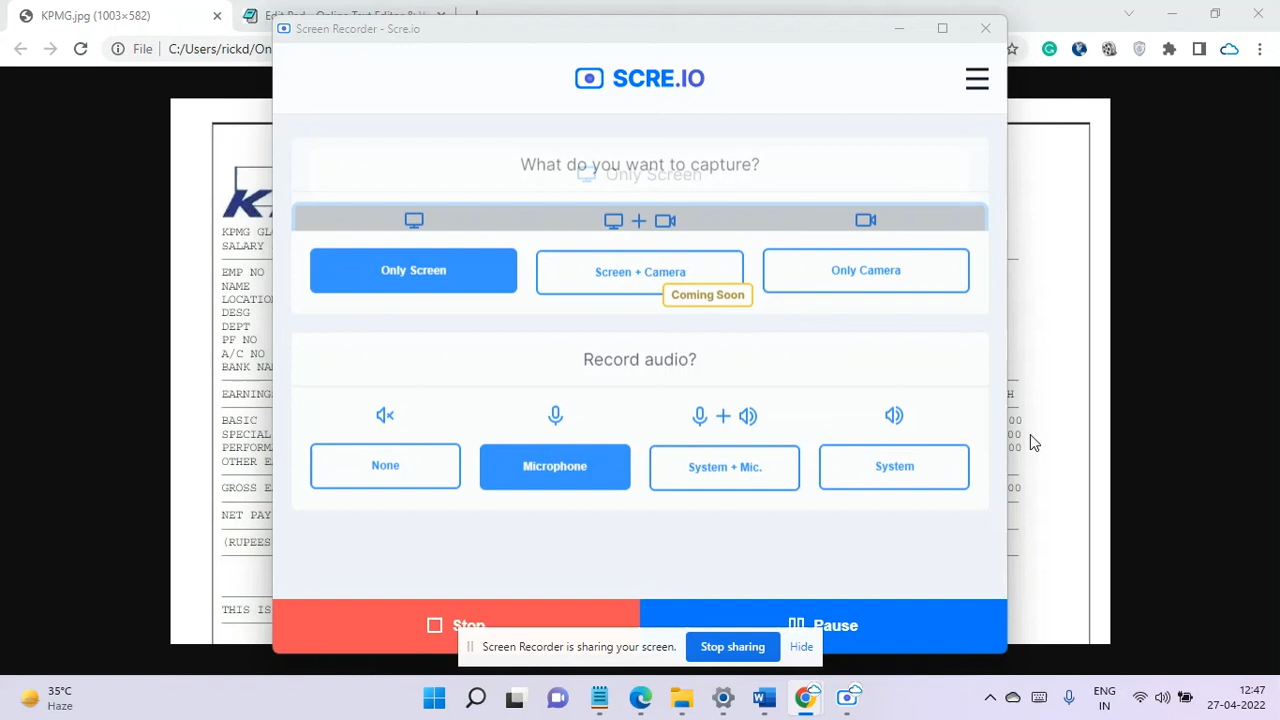 KPMG.jpg (1003×582)
Screen Recorder - Scre.io
File
C:/Users/rickd/On
SCRE.IO
What do you want to capture?
Only Screen
Only Screen
Screen + Camera
Only Camera
Coming Soon
Record audio?
None
Microphone
System + Mic.
System
Stop
Pause
Screen Recorder is sharing your screen.
Stop sharing
Hide
KPMG GL
SALARY
EMP NO
NAME
LOCATIO
DESG
DEPT
PF NO
A/C NO
BANK NA
EARNING
H
BASIC
00
SPECIAL
00
PERFORM
00
OTHER E
GROSS E
00
NET PAY
(RUPEES
THIS IS
35°C
Haze
ENG
IN
12:47
27-04-2022